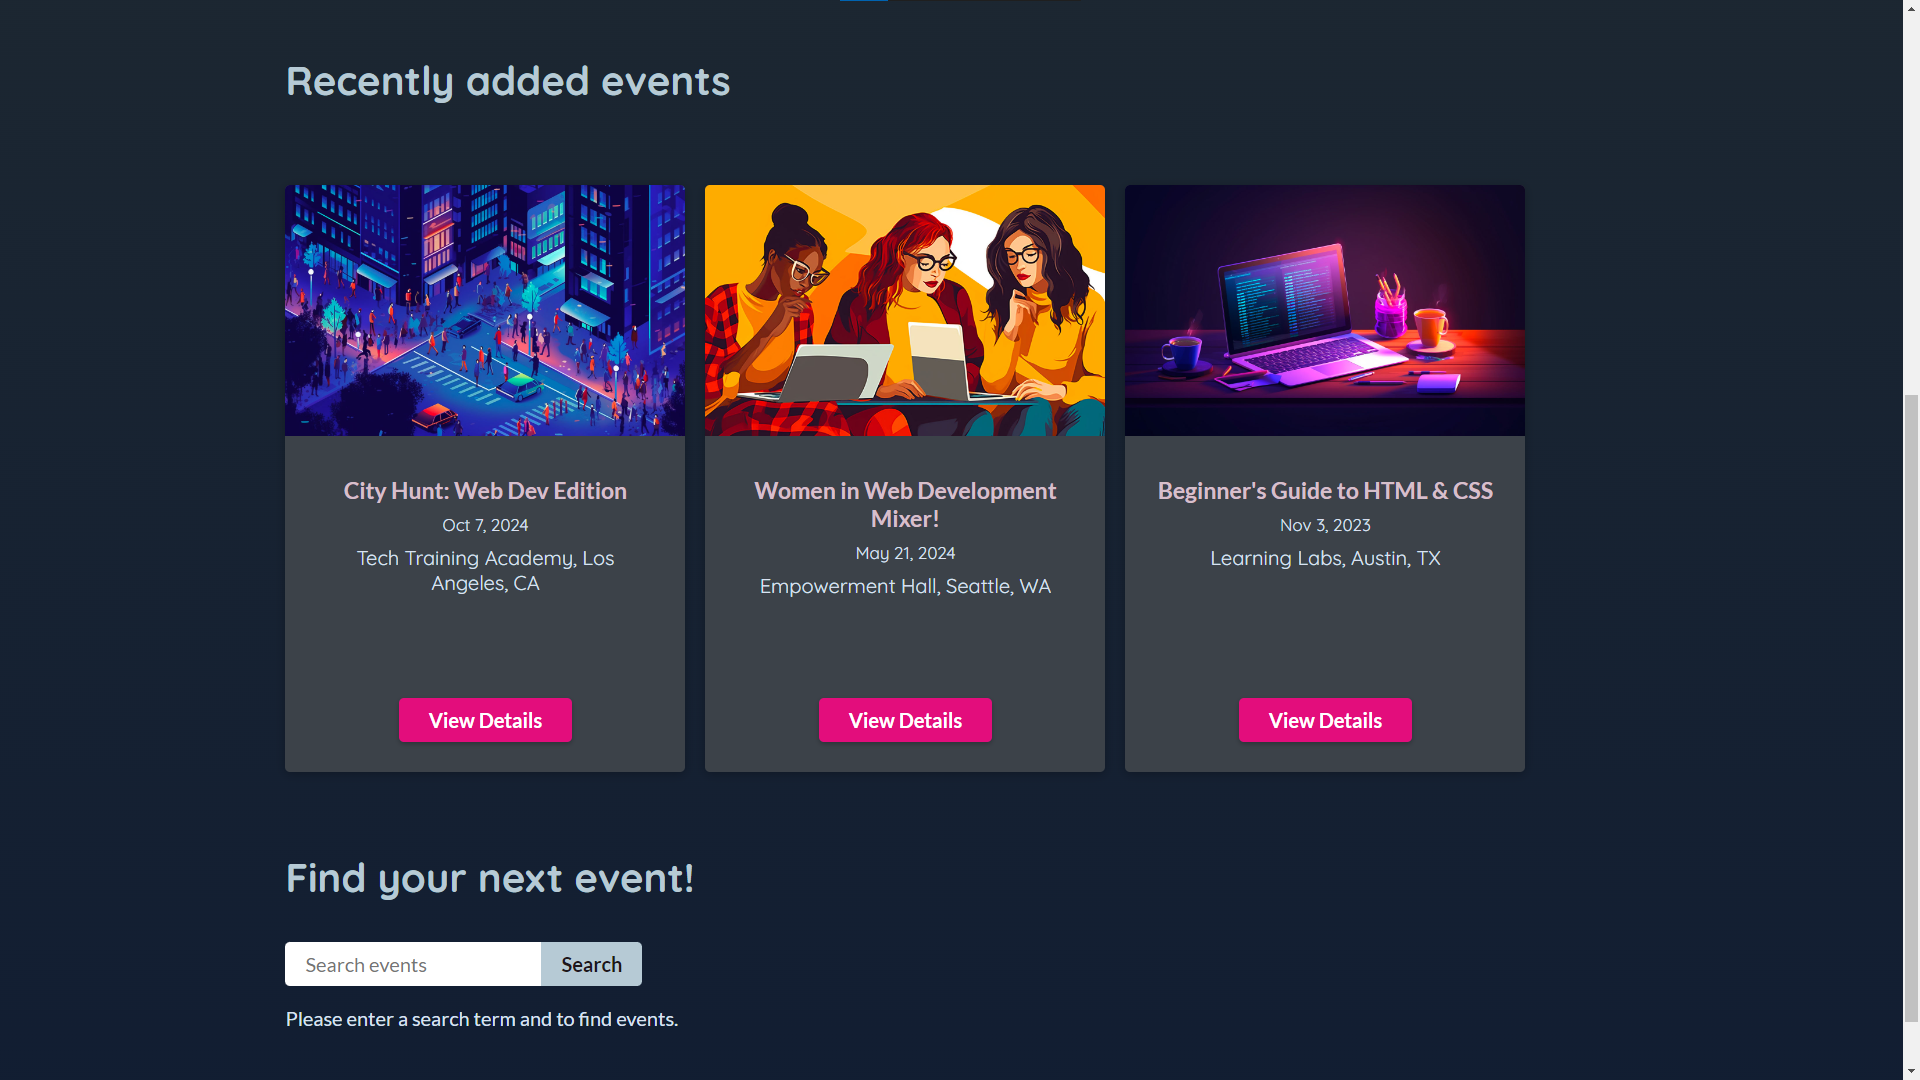 Recently added events
City Hunt: Web Dev Edition
Oct 7, 2024
Tech Training Academy, Los
Angeles, CA
View Details
Women in Web Development
Mixer!
May 21, 2024
Empowerment Hall, Seattle, WA
View Details
Beginner's Guide to HTML & CSS
Nov 3, 2023
Learning Labs, Austin, TX
View Details
Find your next event!
Search events
Search
Please enter a search term and to find events.